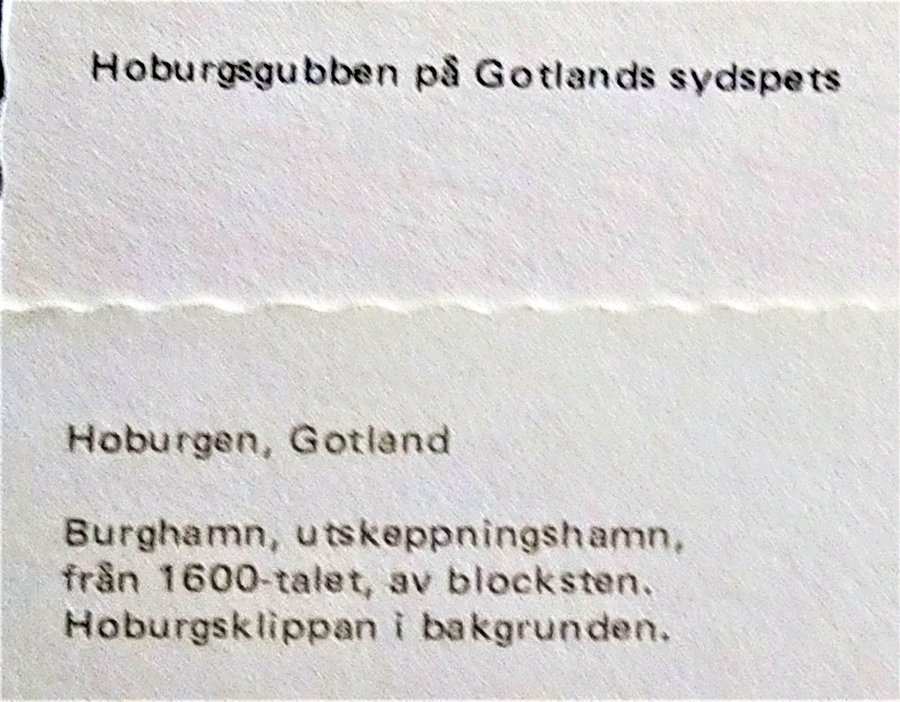 Hoburgsgubben på Gotlands sydspets
Hoburgen, Gotland
Burghamn, utskeppningshamn,
från 1600-talet, av blocksten.
Hoburgsklippan i bakgrunden.